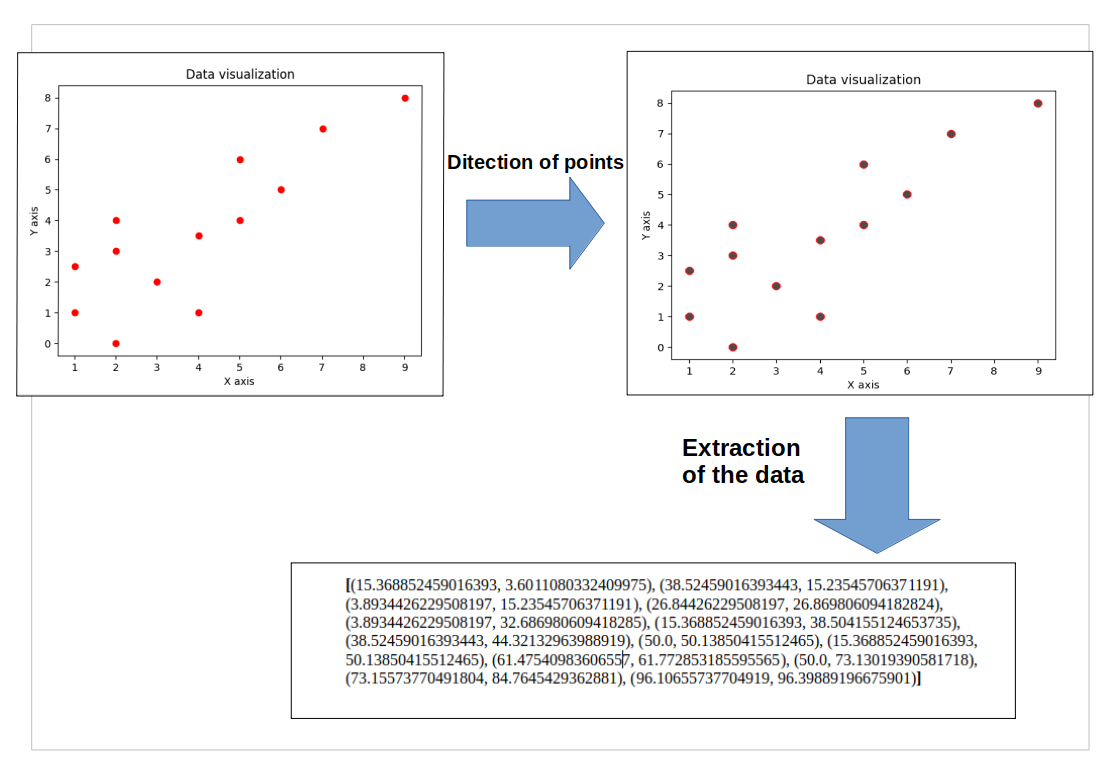 Data visualization
8
7
6
5
4
3
2
1
0
Y axis
1 2 3 4 5 6 7 8 9
X axis
Ditection of points
Data visualization
8
7
6
5
4
3
2
1
0
Y axis
1 2 3 4 5 6 7 8 9
X axis
Extraction
of the data
[(15.368852459016393, 3.6011080332409975), (38.52459016393443, 15.23545706371191),
(3.8934426229508197, 15.23545706371191), (26.84426229508197, 26.869806094182824),
(3.8934426229508197, 32.686980609418285), (15.368852459016393, 38.504155124653735),
(38.52459016393443, 44.32132963988919), (50.0, 50.13850415512465), (15.368852459016393,
50.13850415512465), (61.47540983606557, 61.772853185595565), (50.0, 73.13019390581718),
(73.15573770491804, 84.7645429362881), (96.10655737704919, 96.39889196675901)]